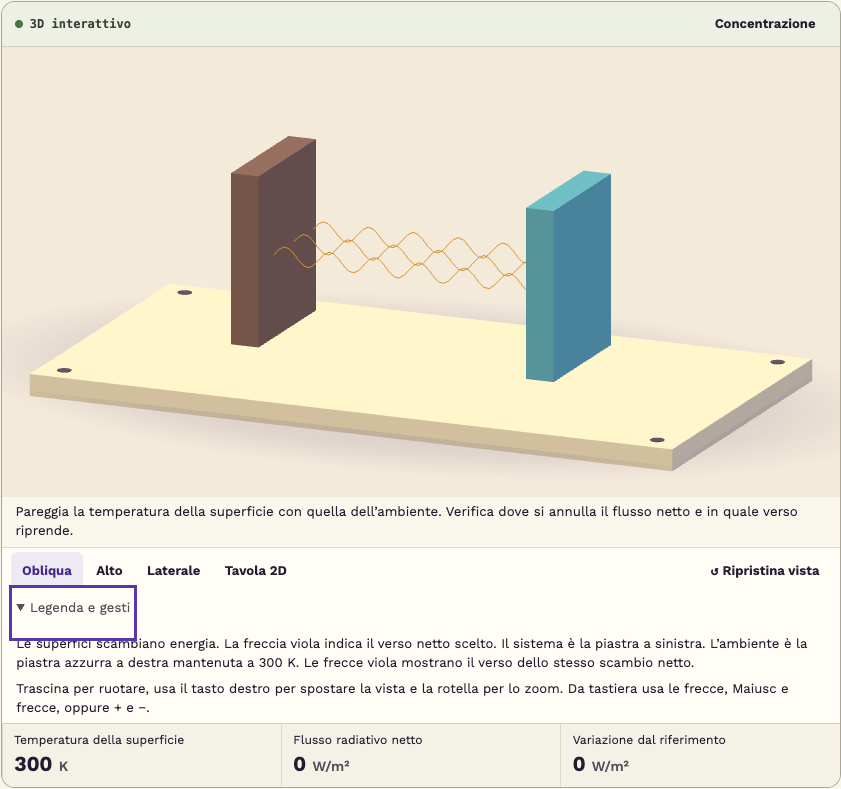 3D interattivo
Concentrazione
Pareggia la temperatura della superficie con quella dell’ambiente. Verifica dove si annulla il flusso netto e in quale verso
riprende.
Obliqua
Alto
Laterale
Tavola 2D
↺ Ripristina vista
▼ Legenda e gesti
Le superfici scambiano energia. La freccia viola indica il verso netto scelto. Il sistema è la piastra a sinistra. L’ambiente è la
piastra azzurra a destra mantenuta a 300 K. Le frecce viola mostrano il verso dello stesso scambio netto.
Trascina per ruotare, usa il tasto destro per spostare la vista e la rotella per lo zoom. Da tastiera usa le frecce, Maiusc e
frecce, oppure + e −.
Temperatura della superficie
300 K
Flusso radiativo netto
0 W/m²
Variazione dal riferimento
0 W/m²